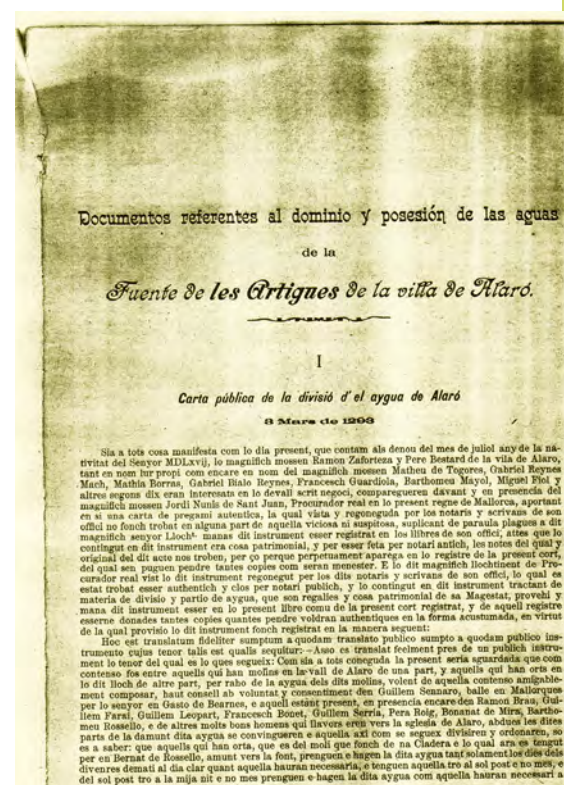 Documentos referentes al dominio y posesión de las aguas
de la
Fuente de les Artigues de la villa de Alaró.
I
Carta pública de la divisió d'el aygua de Alaró
3 Mars de 1293
Sia a tots cosa manifesta com lo dia present, que contam als denou del mes de juliol any de la na-
tivitat del Senyor MDLxvij, lo magnifich mossen Ramon Zaforteza y Pere Bestard de la vila de Alaro,
tant en nom lur propi com encare en nom del magnifich mossen Matheu de Togores, Gabriel Reynes
Mach, Mathia Borras, Gabriel Bialo Reynes, Francesch Guardiola, Barthomeu Mayol, Miquel Fiol y
altres segons dix eran interesats en lo devall scrit negoci, comparegueren davant y en presencia del
magnifich mossen Jordi Nunis de Sant Juan, Procurador real en lo present regne de Mallorca, aportant
en si una carta de pregami autentica, la qual vista y regoneguda por los notaris y scrivans de son
offici no fonch trobat en alguna part de aquella viciosa ni suspitosa, suplicant de paraula plagues a dit
magnifich senyor Lloch manas dit instrument esser registrat en los llibres de son offici, attes que lo
contingut en dit instrument era cosa patrimonial, y per esser feta per notari antich, les notes del qual y
original del dit acte nos troben, per ço perque perpetuament aparega en lo registre de la present cort,
del qual sen puguen pendre tantes copies com seran menester. E lo dit magnifich llochtinent de Pro-
curador real vist lo dit instrument regonegut per los dits notaris y scrivans de son offici, lo qual es
estat trobat esser authentich y clos per notari publich, y lo contingut en dit instrument tractant de
materia de divisio y partio de aygua, que son regalies y cosa patrimonial de sa Magestat, provehi y
mana dit instrument esser en lo present libre comu de la present cort registrat, y de aquell registre
esserne donades tantes copies quantes pendre voldran authentiques en la forma acustumada, en virtut
de la qual provisio lo dit instrument fonch registrat en la manera seguent:
Hoc est translatum fideliter sumptum a quodam translato publico sumpto a quodam publico ins-
trumento cujus tenor talis est qualis sequitur: -Asso es translat feelment pres de un publich instru-
ment lo tenor del qual es lo ques segueix: Com sia a tots coneguda la present seria aguardada que com
contenso fos entre aquells qui han molins en la vall de Alaro de una part, y aquells qui han orts en
lo dit lloch de altre part, per raho de la aygua dels dits molins, volent de aquella contenso amigable-
ment composar, haut consell ab voluntat y consentiment den Guillem Sennaro, balle en Mallorques
per lo senyor en Gasto de Bearnes, e aquell estant present, en presencia encare den Ramon Brau, Gui-
llem Farai, Guillem Leopart, Francesch Bonet, Guillem Serria, Pera Roig, Bonanat de Mirsi, Bartho-
meu Rossello, e de altres molts bons homens qui llavors eren vers la sglesia de Alaro, abdues les dites
parts de la damunt dita aygua se convingueren e aquella axi com se seguex divisiren y ordonaren, so
es a saber: que aquells qui han orta, que es del moli que fonch de na Cladera e lo qual ara es tengut
per en Bernat de Rossello, amunt vers la font, prenguen e hagen la dita aygua tant solament los dies dels
divenres demati al dia clar quant aquella hauran necessaria, e tenguen aquella tro al sol post e no mes, e
del sol post tro a la mija nit e no mes prenguen e hagen la dita aygua com aquella hauran necessari a